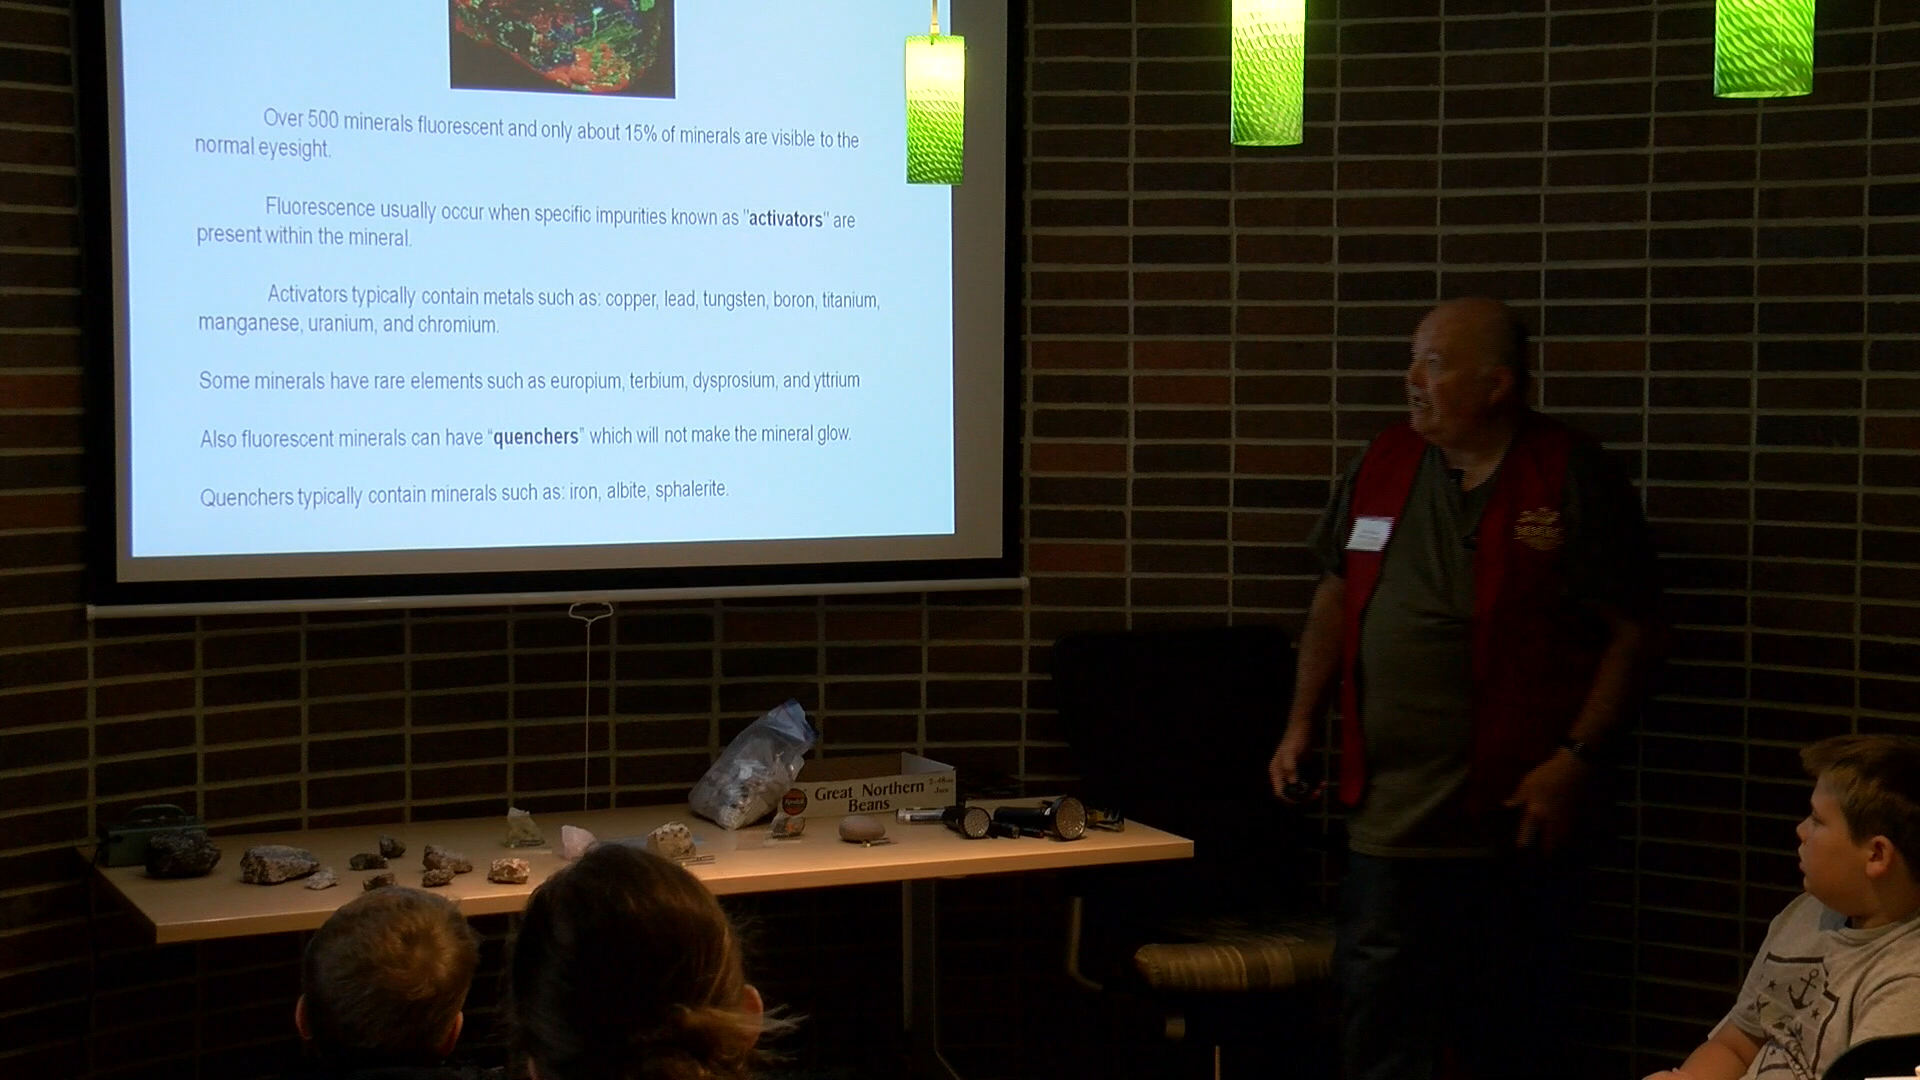 Over 500 minerals fluorescent and only about 15% of minerals are visible to the
normal eyesight.
Fluorescence usually occur when specific impurities known as "activators" are
present within the mineral.
Activators typically contain metals such as: copper, lead, tungsten, boron, titanium,
manganese, uranium, and chromium.
Some minerals have rare elements such as europium, terbium, dysprosium, and yttrium
Also fluorescent minerals can have “quenchers” which will not make the mineral glow.
Quenchers typically contain minerals such as: iron, albite, sphalerite.
Great Northern
Beans